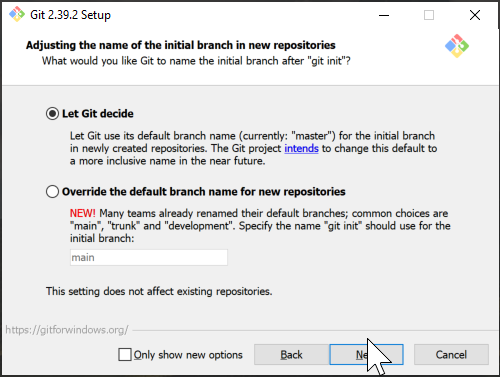 Git 2.39.2 Setup
Adjusting the name of the initial branch in new repositories
What would you like Git to name the initial branch after "git init"?
Let Git decide
Let Git use its default branch name (currently: "master") for the initial branch
in newly created repositories. The Git project intends to change this default to
a more inclusive name in the near future.
Override the default branch name for new repositories
NEW! Many teams already renamed their default branches; common choices are
"main", "trunk" and "development". Specify the name "git init" should use for the
initial branch:
main
This setting does not affect existing repositories.
https://gitforwindows.org/
Only show new options
Back
Cancel